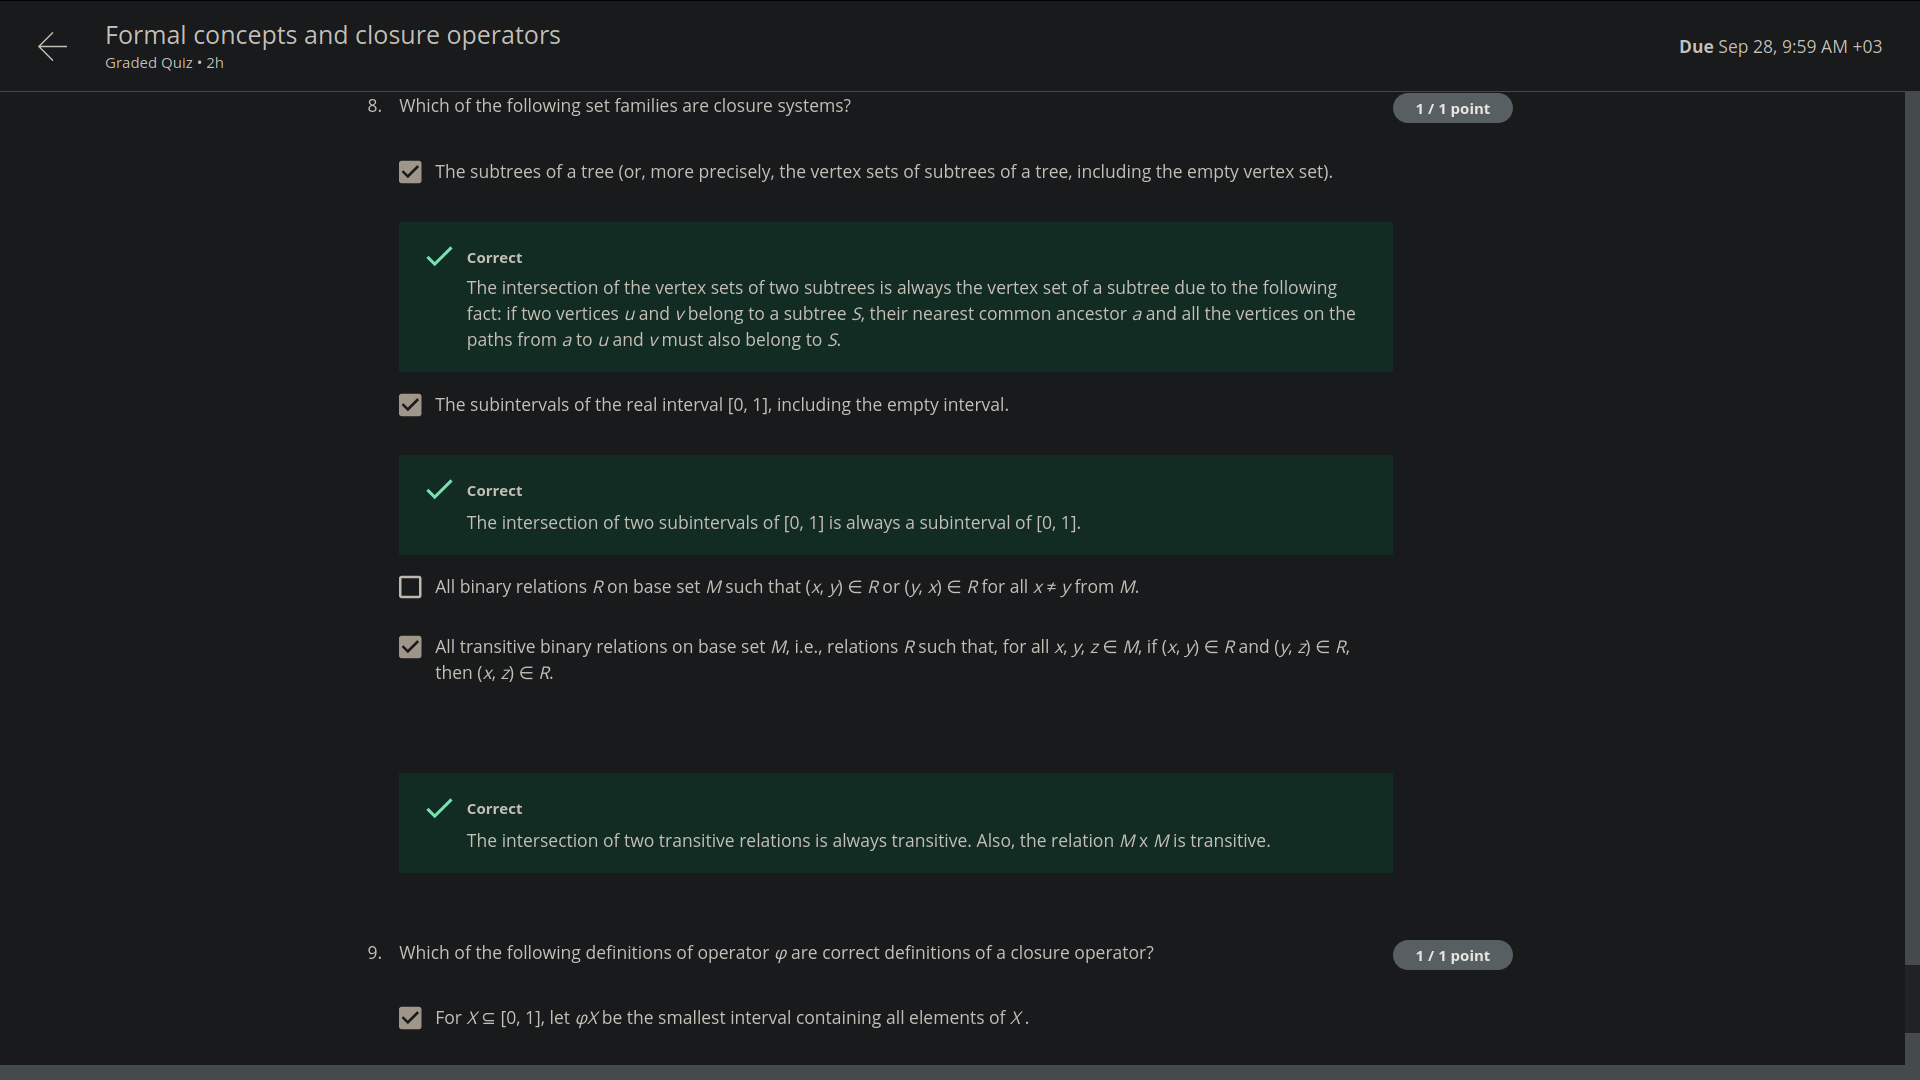 Formal concepts and closure operators
Graded Quiz • 2h
Due Sep 28, 9:59 AM +03
8. Which of the following set families are closure systems?
1 / 1 point
The subtrees of a tree (or, more precisely, the vertex sets of subtrees of a tree, including the empty vertex set).
Correct
The intersection of the vertex sets of two subtrees is always the vertex set of a subtree due to the following
fact: if two vertices u and v belong to a subtree S, their nearest common ancestor a and all the vertices on the
paths from a to u and v must also belong to S.
The subintervals of the real interval [0, 1], including the empty interval.
Correct
The intersection of two subintervals of [0, 1] is always a subinterval of [0, 1].
All binary relations R on base set M such that (x, y) ∈ R or (y, x) ∈ R for all x ≠ y from M.
All transitive binary relations on base set M, i.e., relations R such that, for all x, y, z ∈ M, if (x, y) ∈ R and (y, z) ∈ R,
then (x, z) ∈ R.
Correct
The intersection of two transitive relations is always transitive. Also, the relation M x M is transitive.
9. Which of the following definitions of operator φ are correct definitions of a closure operator?
1 / 1 point
For X ⊆ [0, 1], let φX be the smallest interval containing all elements of X .